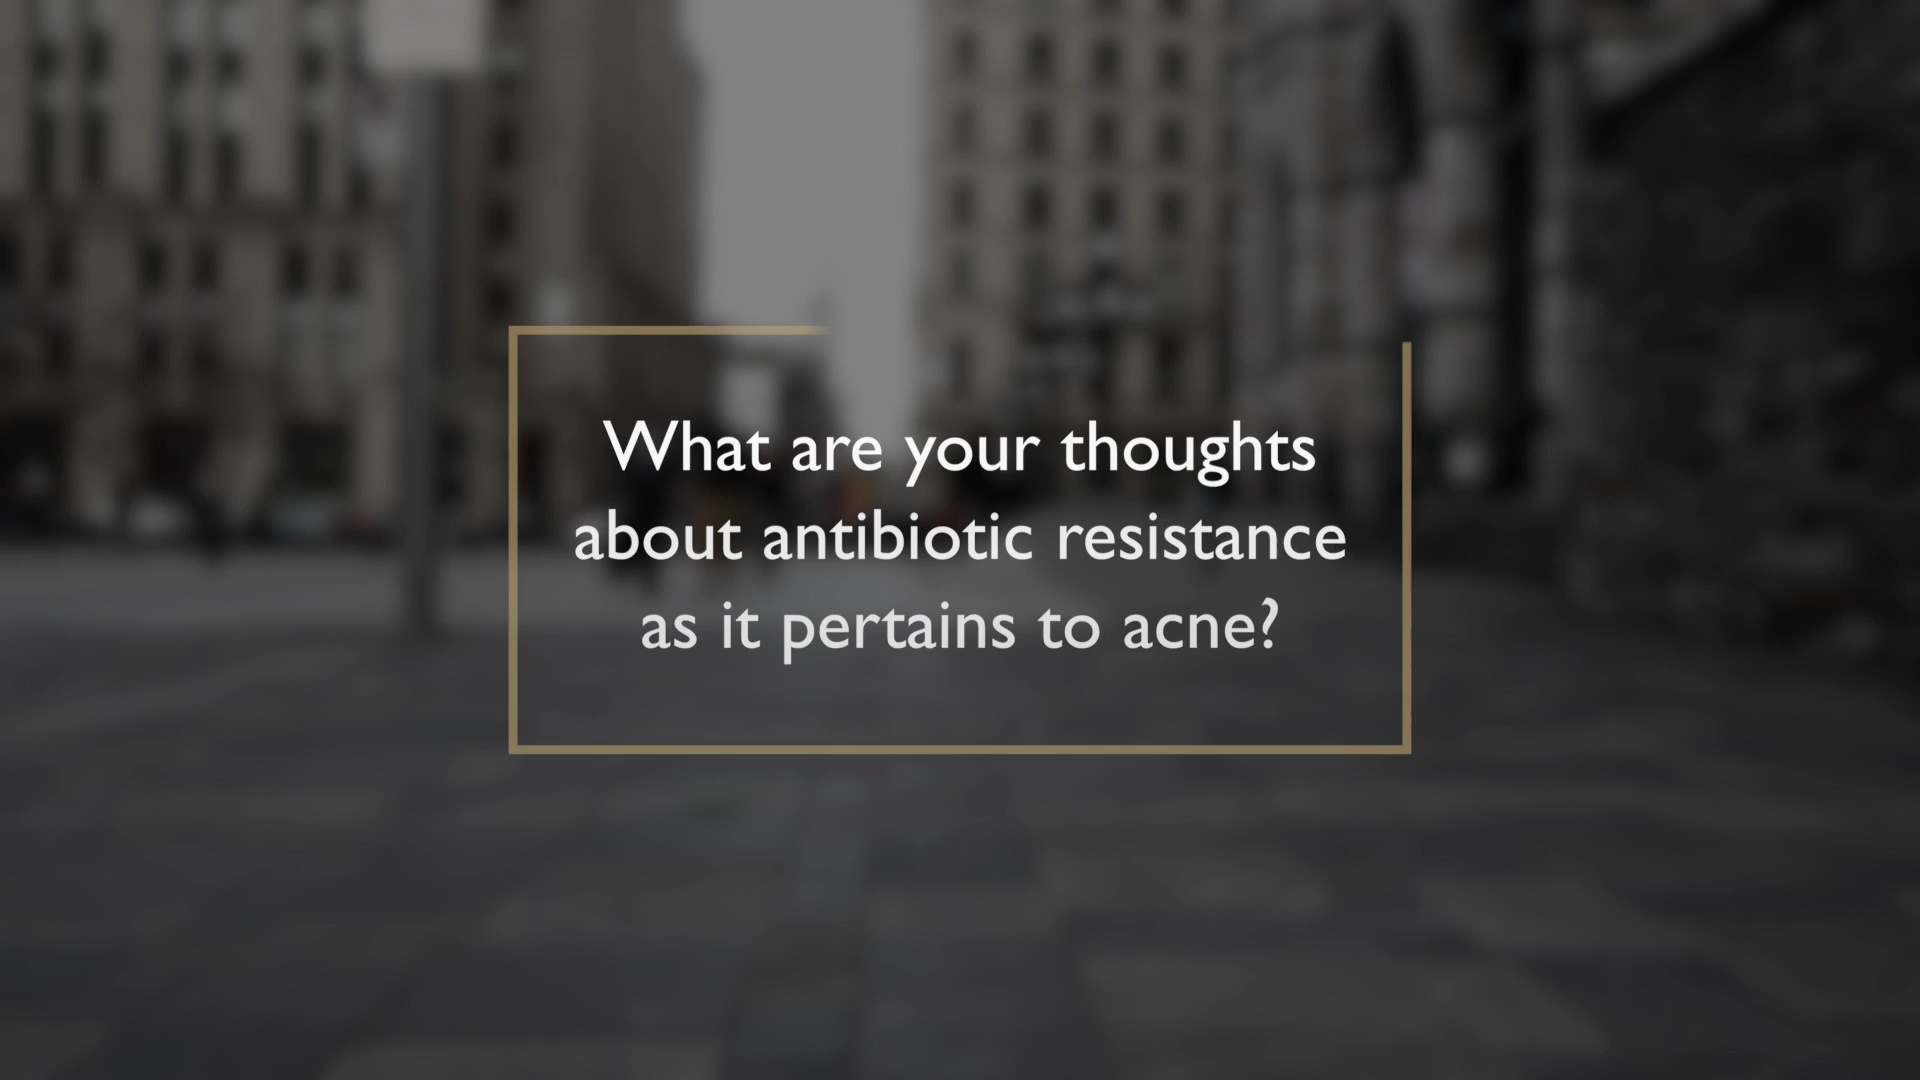 What are your thoughts
about antibiotic resistance
as it pertains to acne?